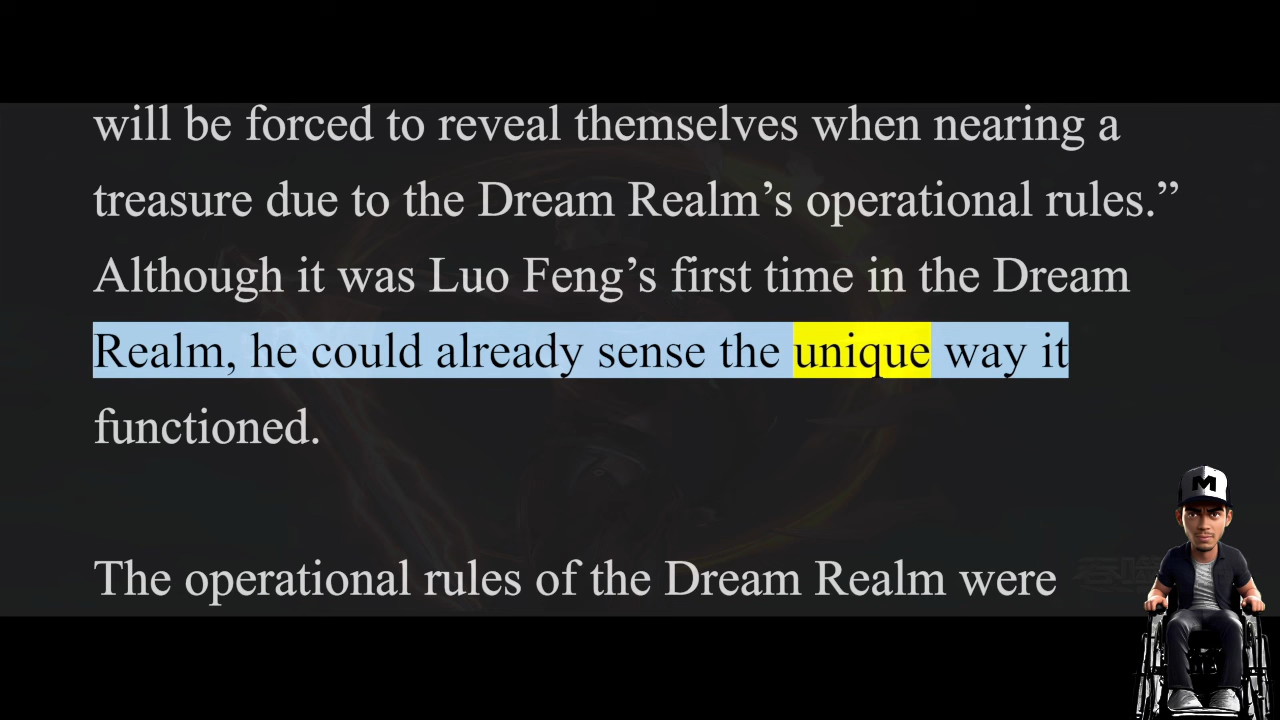 will be forced to reveal themselves when nearing a
treasure due to the Dream Realm’s operational rules.”
Although it was Luo Feng’s first time in the Dream
Realm, he could already sense the unique way it
functioned.
The operational rules of the Dream Realm were
M